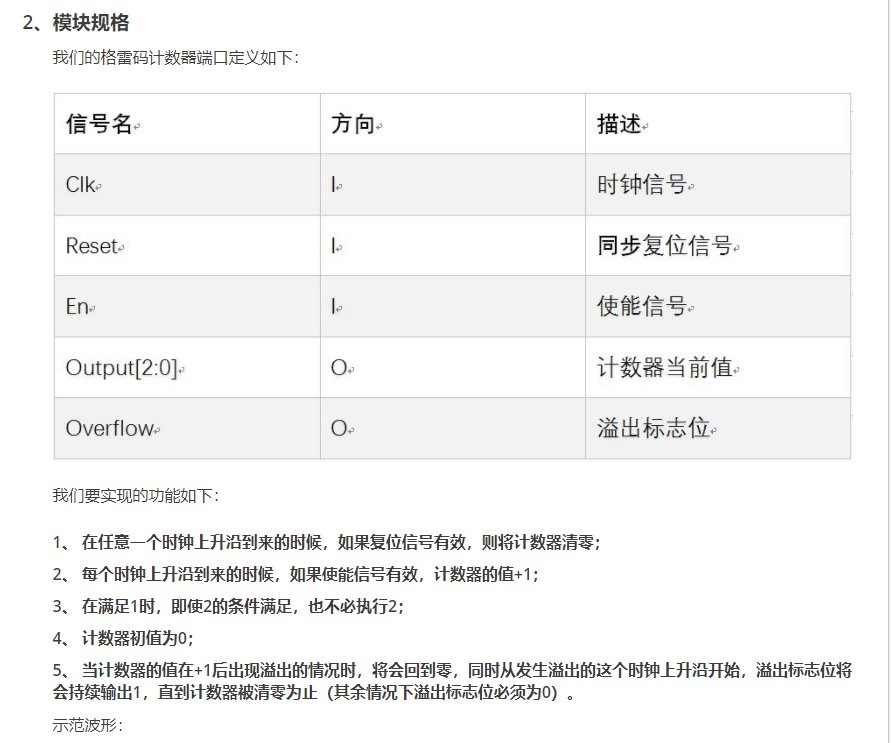 2、模块规格
我们的格雷码计数器端口定义如下：
信号名 方向 描述
Clk I 时钟信号
Reset I 同步复位信号
En I 使能信号
Output[2:0] O 计数器当前值
Overflow O 溢出标志位
我们要实现的功能如下：
1、 在任意一个时钟上升沿到来的时候，如果复位信号有效，则将计数器清零；
2、 每个时钟上升沿到来的时候，如果使能信号有效，计数器的值+1；
3、 在满足1时，即使2的条件满足，也不必执行2；
4、 计数器初值为0；
5、 当计数器的值在+1后出现溢出的情况时，将会回到零，同时从发生溢出的这个时钟上升沿开始，溢出标志位将
会持续输出1，直到计数器被清零为止（其余情况下溢出标志位必须为0）。
示范波形：